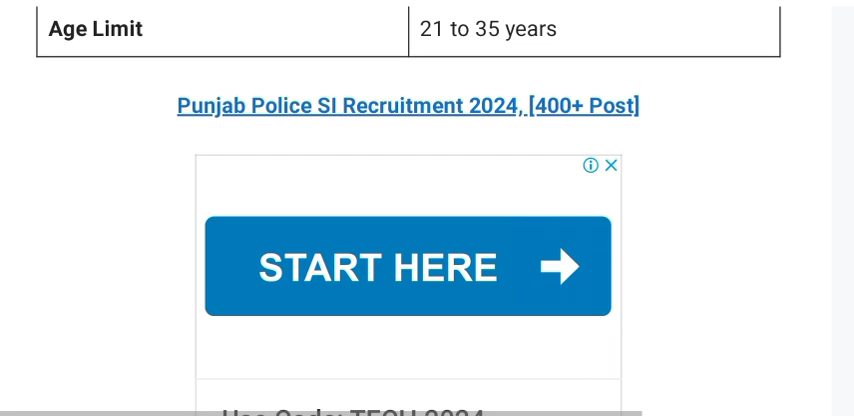 Age Limit 21 to 35 years
Punjab Police SI Recruitment 2024, [400+ Post]
START HERE